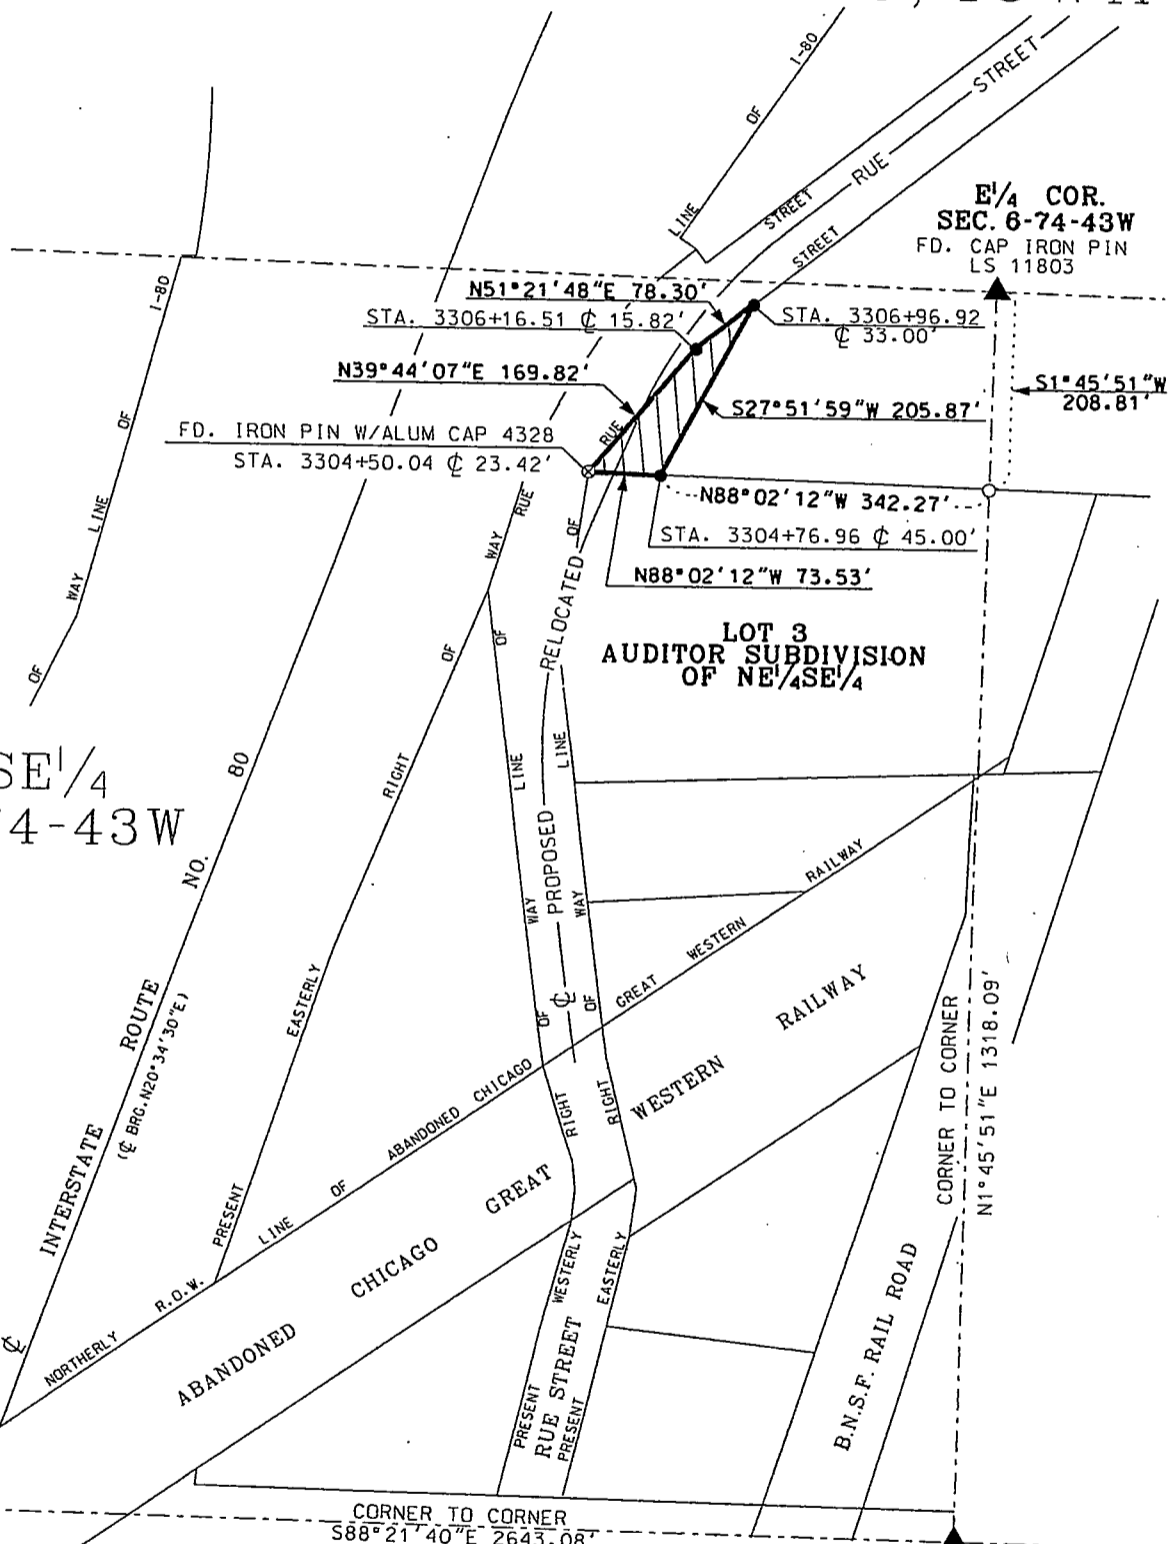 I-80
OF
LINE
STREET
RUE
STREET
STREET
E¼ COR.
SEC. 6-74-43W
FD. CAP IRON PIN
LS 11803
I-80
OF
LINE
WAY
OF
N51°21'48"E 78.30'
STA. 3306+16.51 ℄ 15.82'
STA. 3306+96.92
℄ 33.00'
N39°44'07"E 169.82'
S1°45'51"W
208.81'
S27°51'59"W 205.87'
RUE
FD. IRON PIN W/ALUM CAP 4328
STA. 3304+50.04 ℄ 23.42'
N88°02'12"W 342.27'
STA. 3304+76.96 ℄ 45.00'
N88°02'12"W 73.53'
RUE
WAY
OF
RIGHT
EASTERLY
PRESENT
OF
RELOCATED
PROPOSED
℄
LOT 3
AUDITOR SUBDIVISION
OF NE¼SE¼
SE¼
74-43W
OF
LINE
WAY
OF
RIGHT
WESTERLY
PRESENT
LINE
WAY
OF
RIGHT
EASTERLY
PRESENT
RUE STREET
℄ INTERSTATE ROUTE NO. 80
(℄ BRG. N20°34'30"E)
NORTHERLY R.O.W. LINE OF ABANDONED CHICAGO GREAT WESTERN RAILWAY
ABANDONED CHICAGO GREAT WESTERN RAILWAY
CORNER TO CORNER
N1°45'51"E 1318.09'
B.N.S.F. RAIL ROAD
CORNER TO CORNER
S88°21'40"E 2643.08'